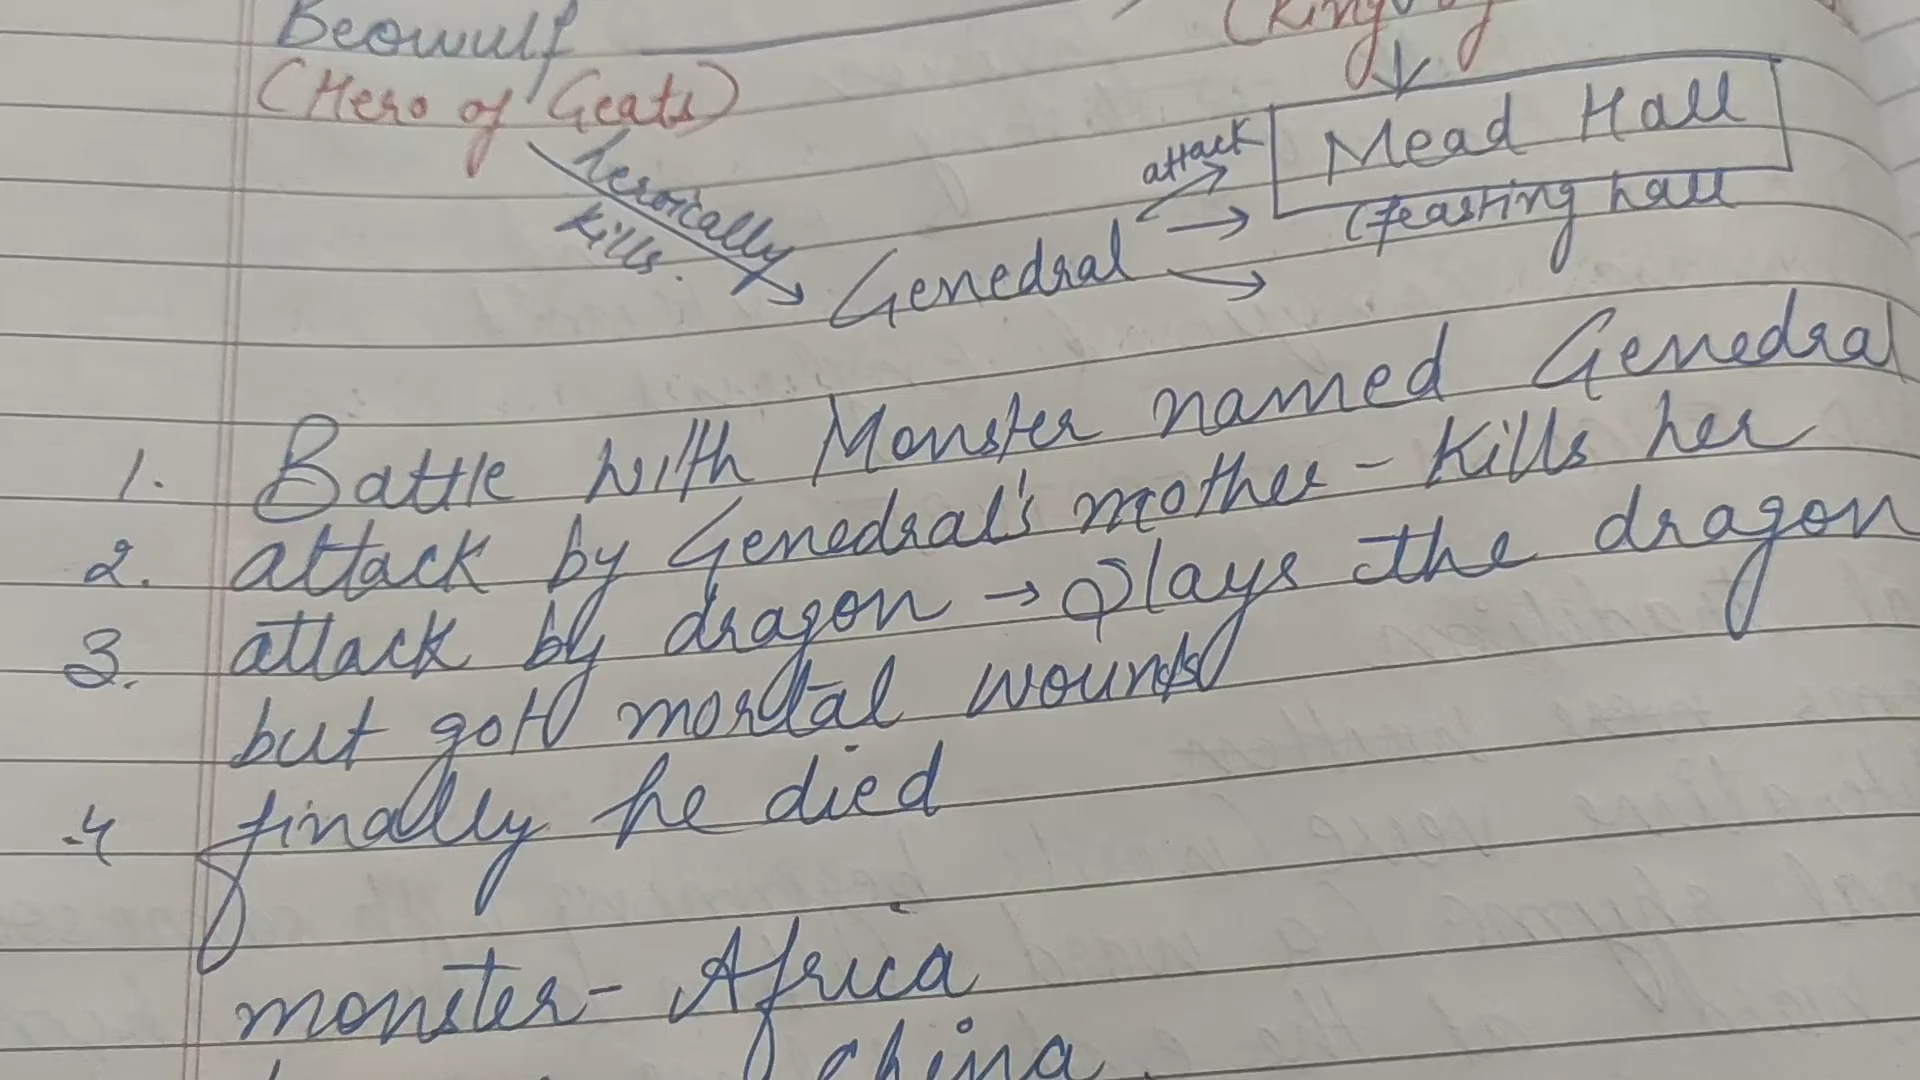 Beowulf
(King
(Hero of Geats)
Mead Hall
attack
(feasting hall
heroically
kills.
Genedral
1. Battle with Monster named Genedral
2. attack by Genedral's mother - kills her
3. attack by dragon → Slays the dragon
but got mortal wounds
4 finally he died
monster - Africa
china